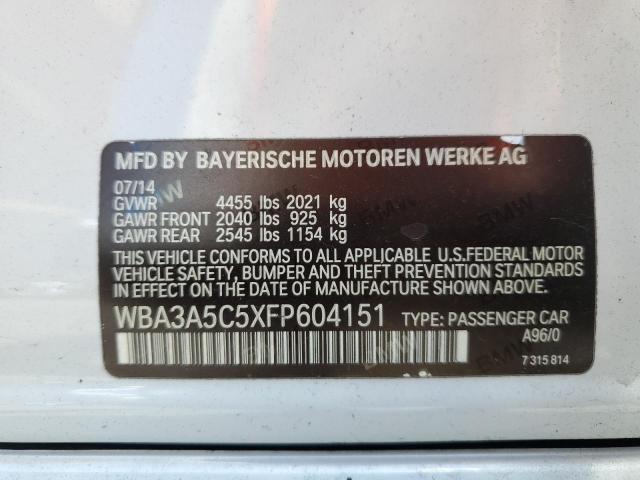 MFD BY BAYERISCHE MOTOREN WERKE AG
07/14
GVWR 4455 lbs 2021 kg
GAWR FRONT 2040 lbs 925 kg
GAWR REAR 2545 lbs 1154 kg
THIS VEHICLE CONFORMS TO ALL APPLICABLE U.S.FEDERAL MOTOR
VEHICLE SAFETY, BUMPER AND THEFT PREVENTION STANDARDS
IN EFFECT ON THE DATE OF MANUFACTURE SHOWN ABOVE.
WBA3A5C5XFP604151 TYPE: PASSENGER CAR
A96/0
7 315 814